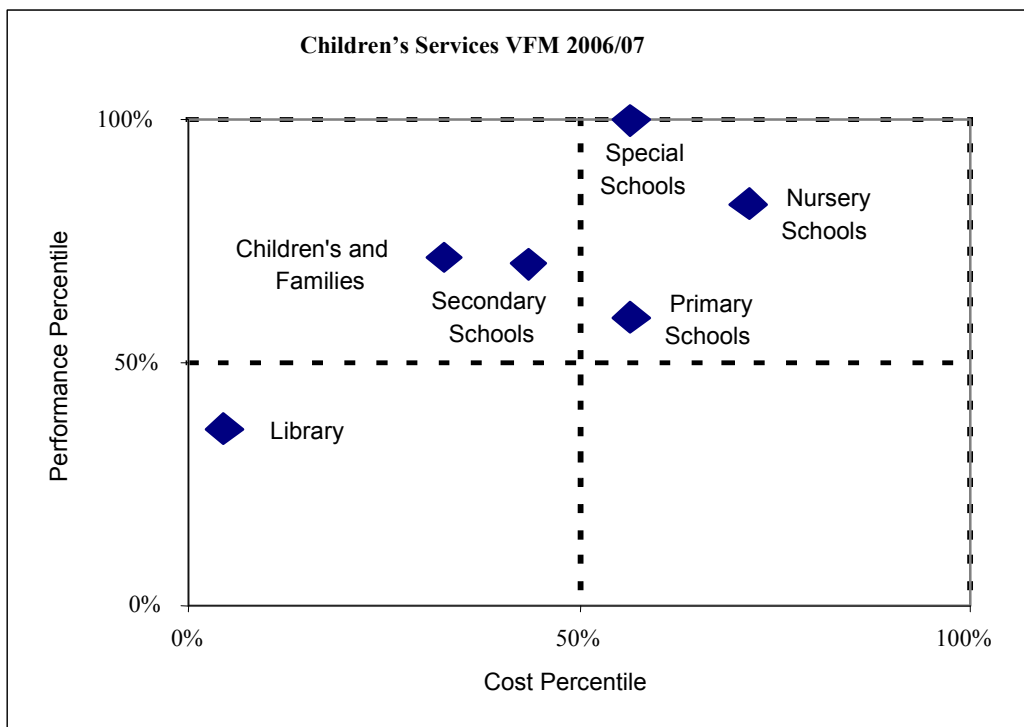 Children's Services VFM 2006/07
100%
Special
Schools
Nursery
Schools
Children's and
Families
Secondary
Schools
Primary
Schools
Performance Percentile
50%
Library
0%
0%
50%
100%
Cost Percentile